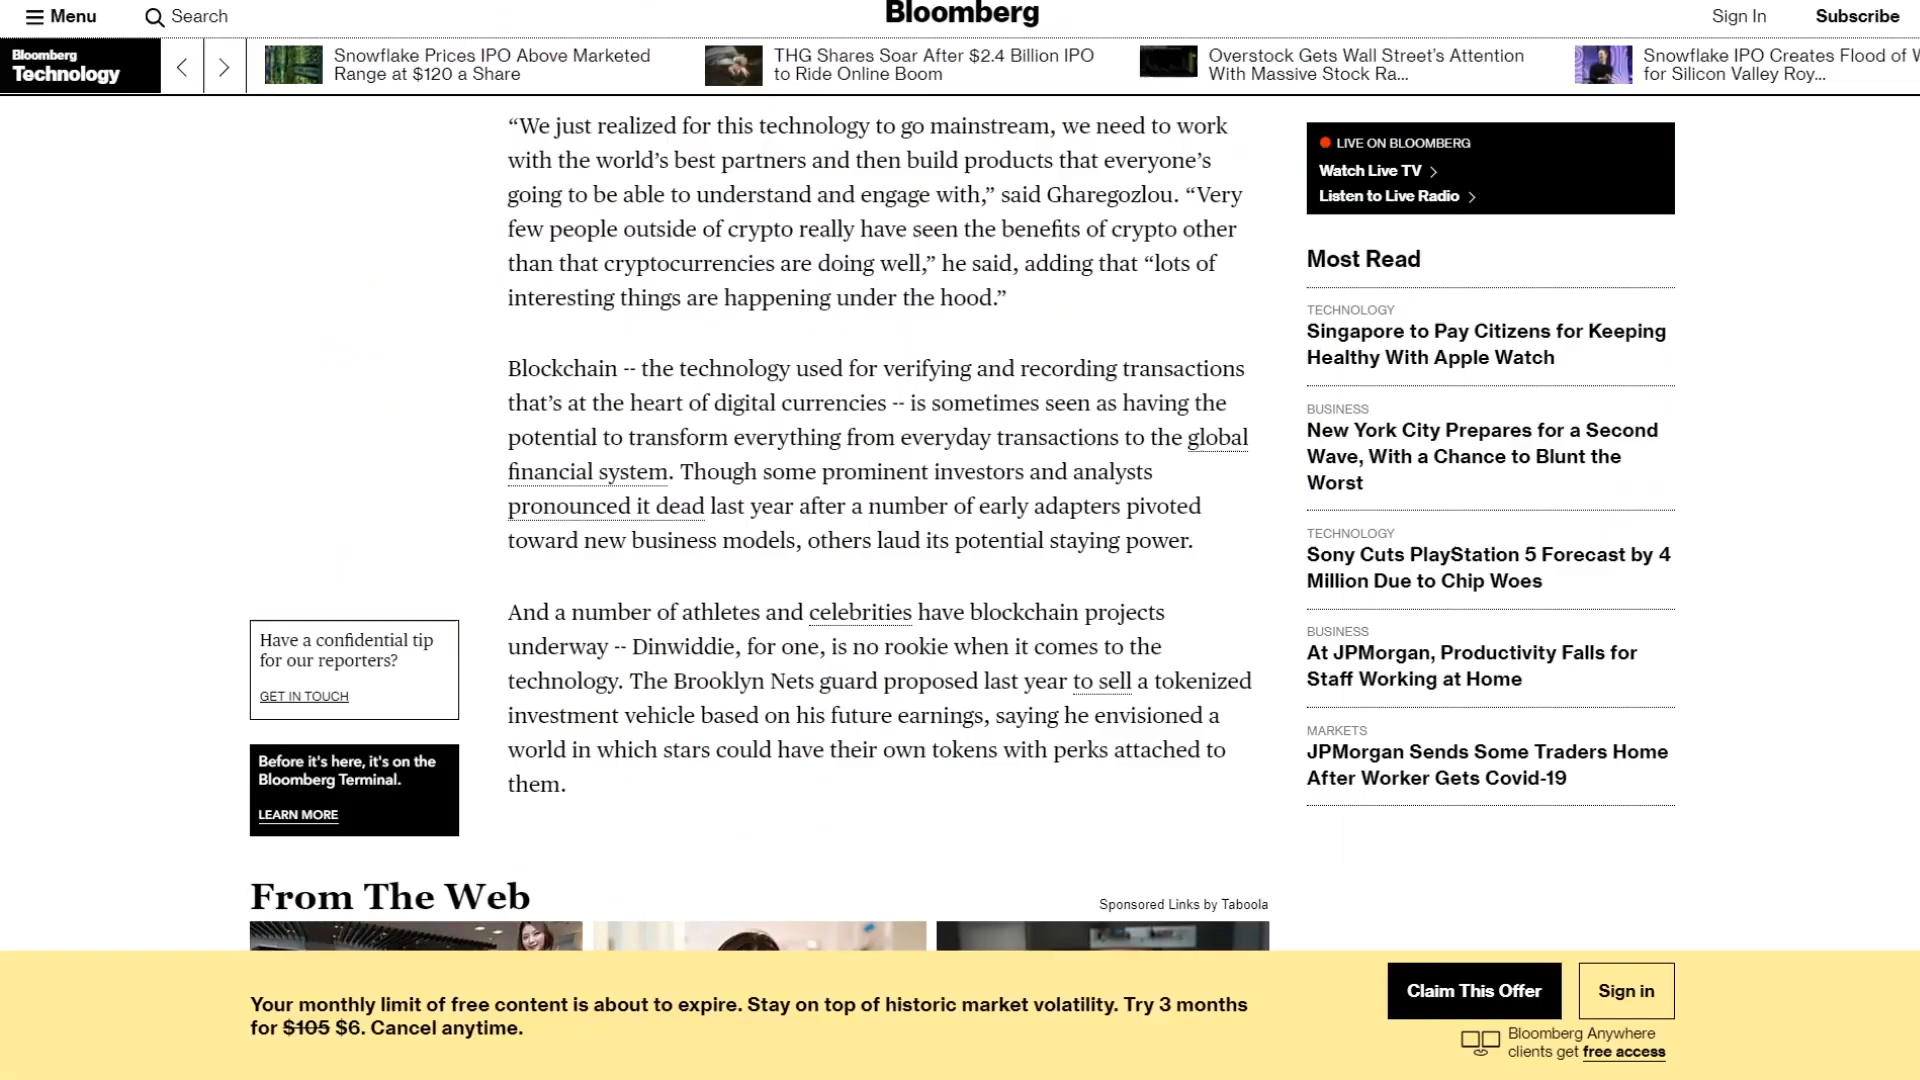 Menu
Search
Bloomberg
Sign In
Subscribe
Bloomberg
Technology
Snowflake Prices IPO Above Marketed
Range at $120 a Share
THG Shares Soar After $2.4 Billion IPO
to Ride Online Boom
Overstock Gets Wall Street’s Attention
With Massive Stock Ra...
Snowflake IPO Creates Flood of W
for Silicon Valley Roy...
“We just realized for this technology to go mainstream, we need to work
with the world’s best partners and then build products that everyone’s
going to be able to understand and engage with,” said Gharegozlou. “Very
few people outside of crypto really have seen the benefits of crypto other
than that cryptocurrencies are doing well,” he said, adding that “lots of
interesting things are happening under the hood.”
Blockchain -- the technology used for verifying and recording transactions
that’s at the heart of digital currencies -- is sometimes seen as having the
potential to transform everything from everyday transactions to the global
financial system. Though some prominent investors and analysts
pronounced it dead last year after a number of early adapters pivoted
toward new business models, others laud its potential staying power.
And a number of athletes and celebrities have blockchain projects
underway -- Dinwiddie, for one, is no rookie when it comes to the
technology. The Brooklyn Nets guard proposed last year to sell a tokenized
investment vehicle based on his future earnings, saying he envisioned a
world in which stars could have their own tokens with perks attached to
them.
Have a confidential tip
for our reporters?
GET IN TOUCH
Before it's here, it's on the
Bloomberg Terminal.
LEARN MORE
LIVE ON BLOOMBERG
Watch Live TV
Listen to Live Radio
Most Read
TECHNOLOGY
Singapore to Pay Citizens for Keeping
Healthy With Apple Watch
BUSINESS
New York City Prepares for a Second
Wave, With a Chance to Blunt the
Worst
TECHNOLOGY
Sony Cuts PlayStation 5 Forecast by 4
Million Due to Chip Woes
BUSINESS
At JPMorgan, Productivity Falls for
Staff Working at Home
MARKETS
JPMorgan Sends Some Traders Home
After Worker Gets Covid-19
From The Web
Sponsored Links by Taboola
Your monthly limit of free content is about to expire. Stay on top of historic market volatility. Try 3 months
for $105 $6. Cancel anytime.
Claim This Offer
Sign in
Bloomberg Anywhere
clients get free access